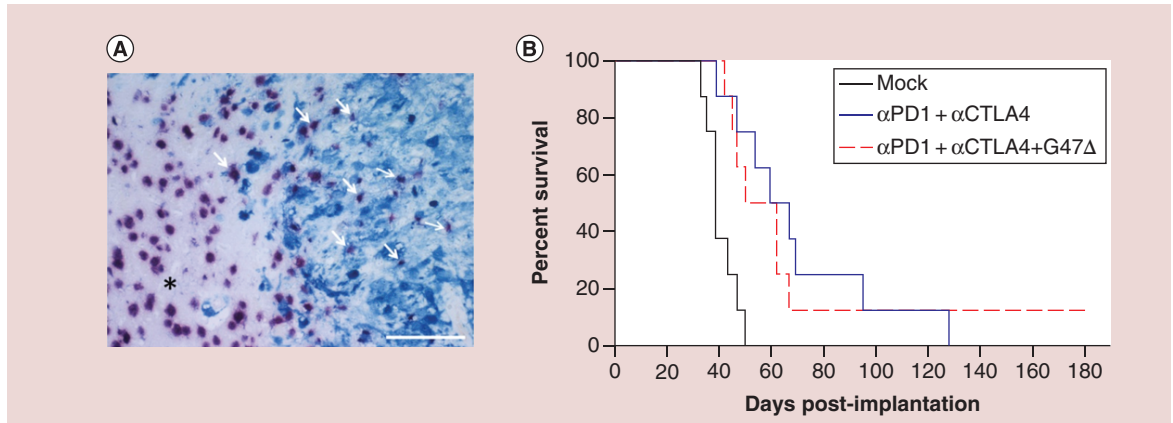 A
*
B
Percent survival
100
80
60
40
20
0
Mock
αPD1 + αCTLA4
αPD1 + αCTLA4+G47Δ
0 20 40 60 80 100 120 140 160 180
Days post-implantation